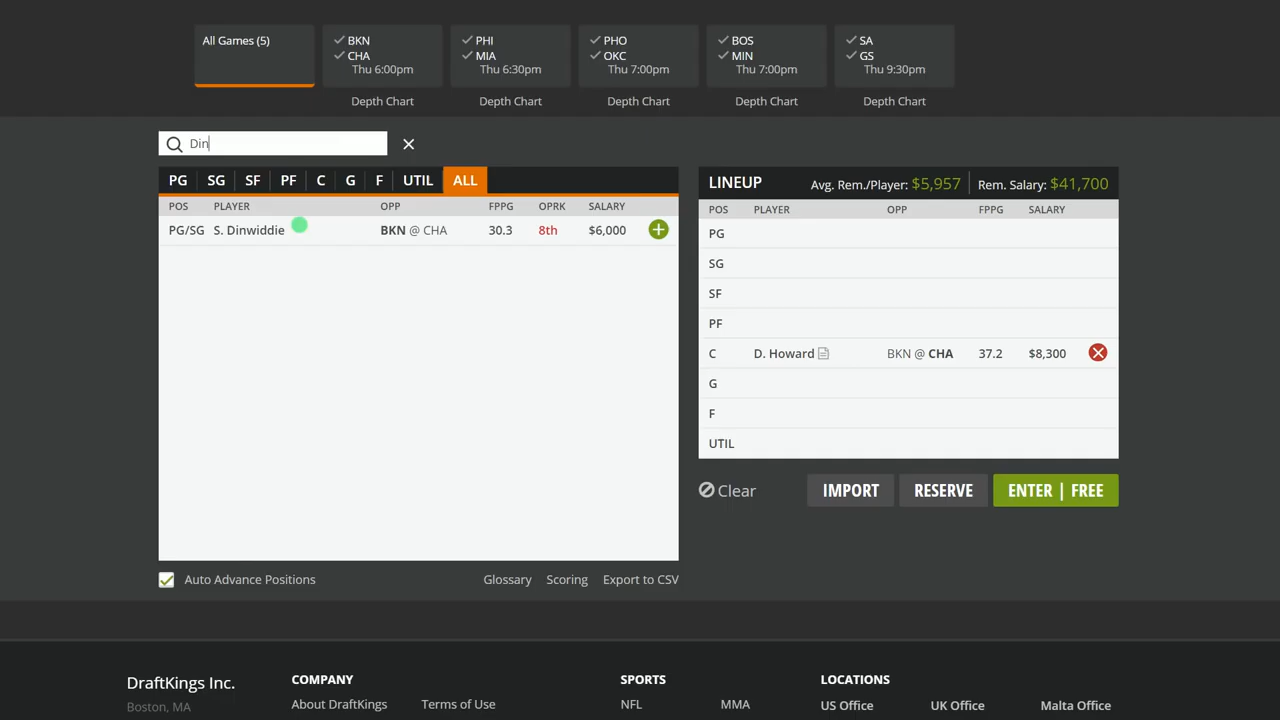 All Games (5)
BKN
CHA
Thu 6:00pm
Depth Chart
PHI
MIA
Thu 6:30pm
Depth Chart
PHO
OKC
Thu 7:00pm
Depth Chart
BOS
MIN
Thu 7:00pm
Depth Chart
SA
GS
Thu 9:30pm
Depth Chart
Din
PG SG SF PF C G F UTIL ALL
POS PLAYER OPP FPPG OPRK SALARY
PG/SG S. Dinwiddie BKN @ CHA 30.3 8th $6,000
Auto Advance Positions Glossary Scoring Export to CSV
LINEUP Avg. Rem./Player: $5,957 Rem. Salary: $41,700
POS PLAYER OPP FPPG SALARY
PG
SG
SF
PF
C D. Howard BKN @ CHA 37.2 $8,300
G
F
UTIL
Clear IMPORT RESERVE ENTER | FREE
DraftKings Inc.
Boston, MA
COMPANY
About DraftKings Terms of Use
SPORTS
NFL MMA
LOCATIONS
US Office UK Office Malta Office